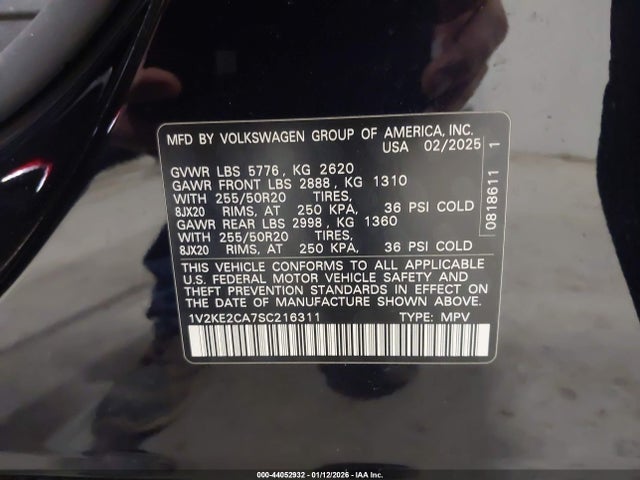 MFD BY VOLKSWAGEN GROUP OF AMERICA, INC.
USA 02/2025
GVWR LBS 5776, KG 2620
GAWR FRONT LBS 2888, KG 1310
WITH 255/50R20 TIRES,
8JX20 RIMS, AT 250 KPA, 36 PSI COLD
GAWR REAR LBS 2998, KG 1360
WITH 255/50R20 TIRES,
8JX20 RIMS, AT 250 KPA, 36 PSI COLD
THIS VEHICLE CONFORMS TO ALL APPLICABLE
U.S. FEDERAL MOTOR VEHICLE SAFETY AND
THEFT PREVENTION STANDARDS IN EFFECT ON
THE DATE OF MANUFACTURE SHOWN ABOVE.
1V2KE2CA7SC216311 TYPE: MPV
0818611 1
000-44052932 - 01/12/2026 - IAA Inc.